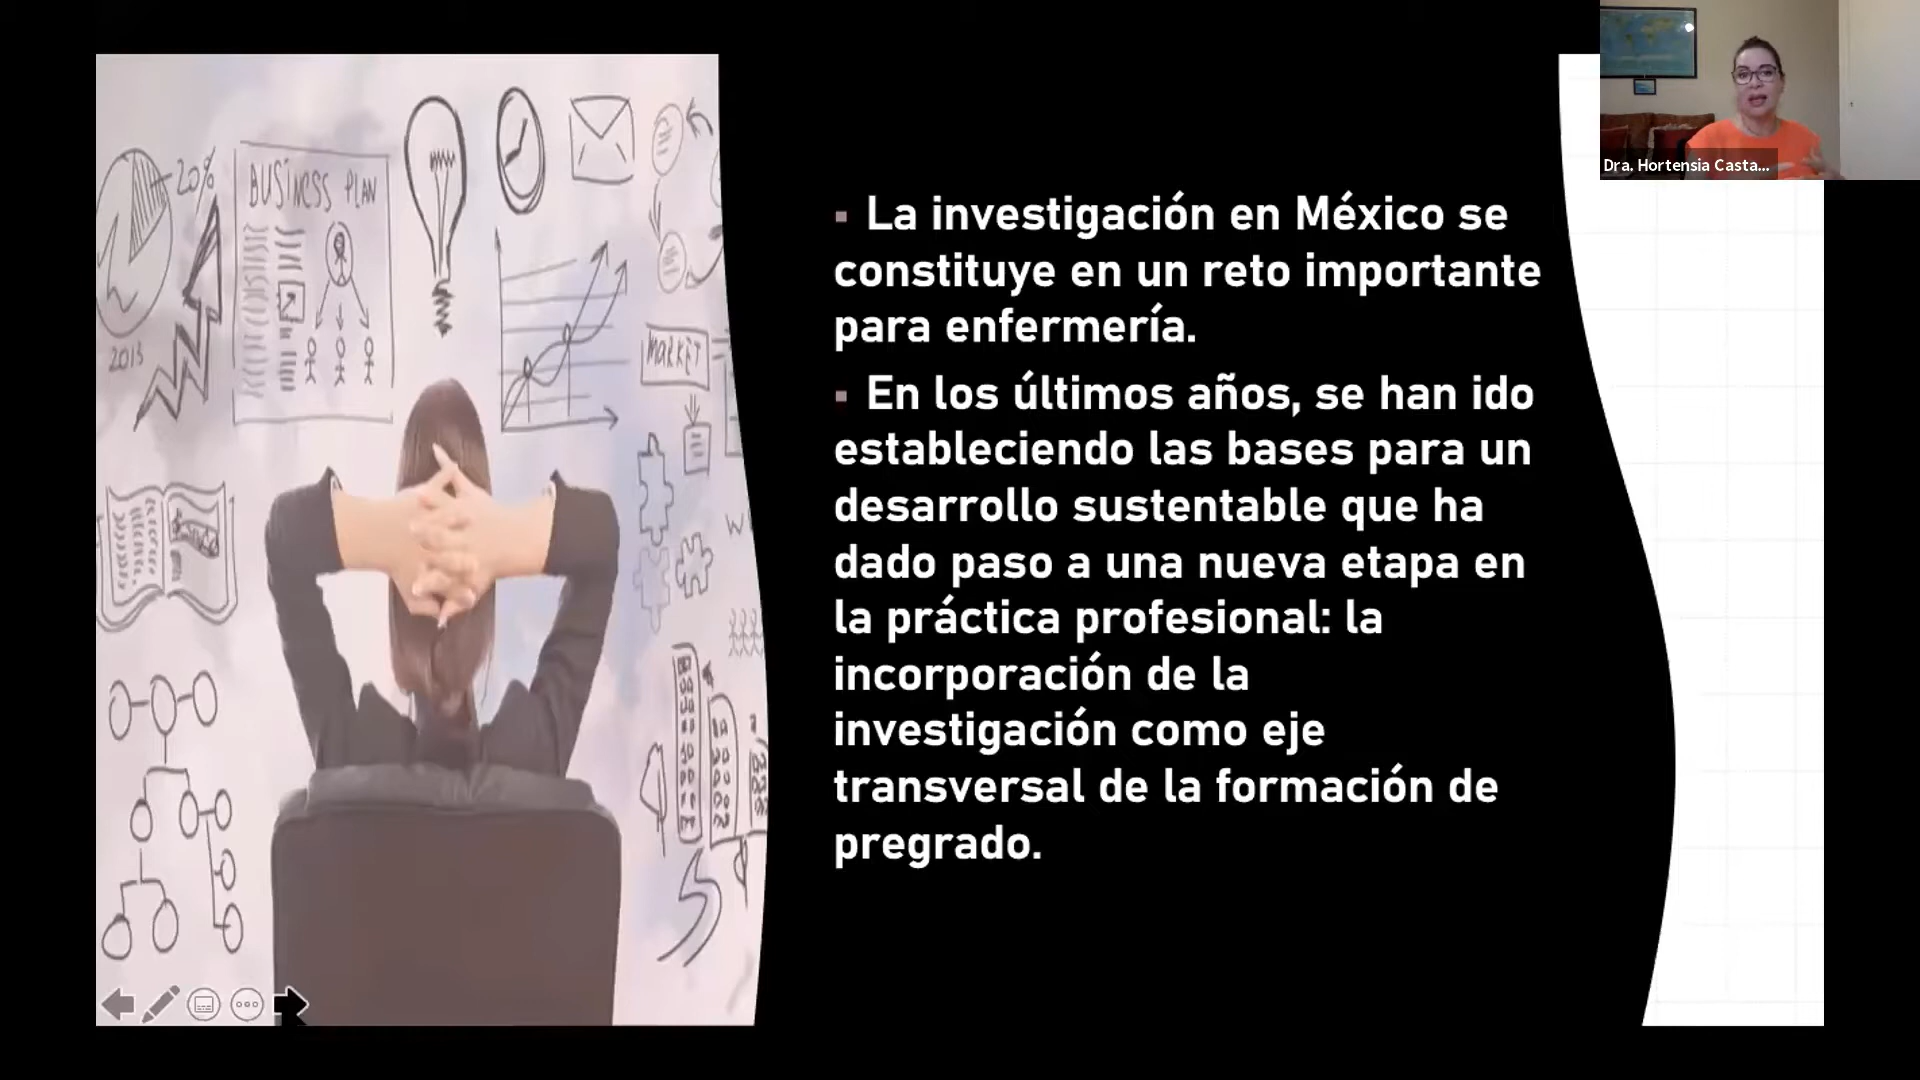 Dra. Hortensia Casta...
20%
BUSINESS PLAN
2013
MARKET
W
▪ La investigación en México se
constituye en un reto importante
para enfermería.
▪ En los últimos años, se han ido
estableciendo las bases para un
desarrollo sustentable que ha
dado paso a una nueva etapa en
la práctica profesional: la
incorporación de la
investigación como eje
transversal de la formación de
pregrado.